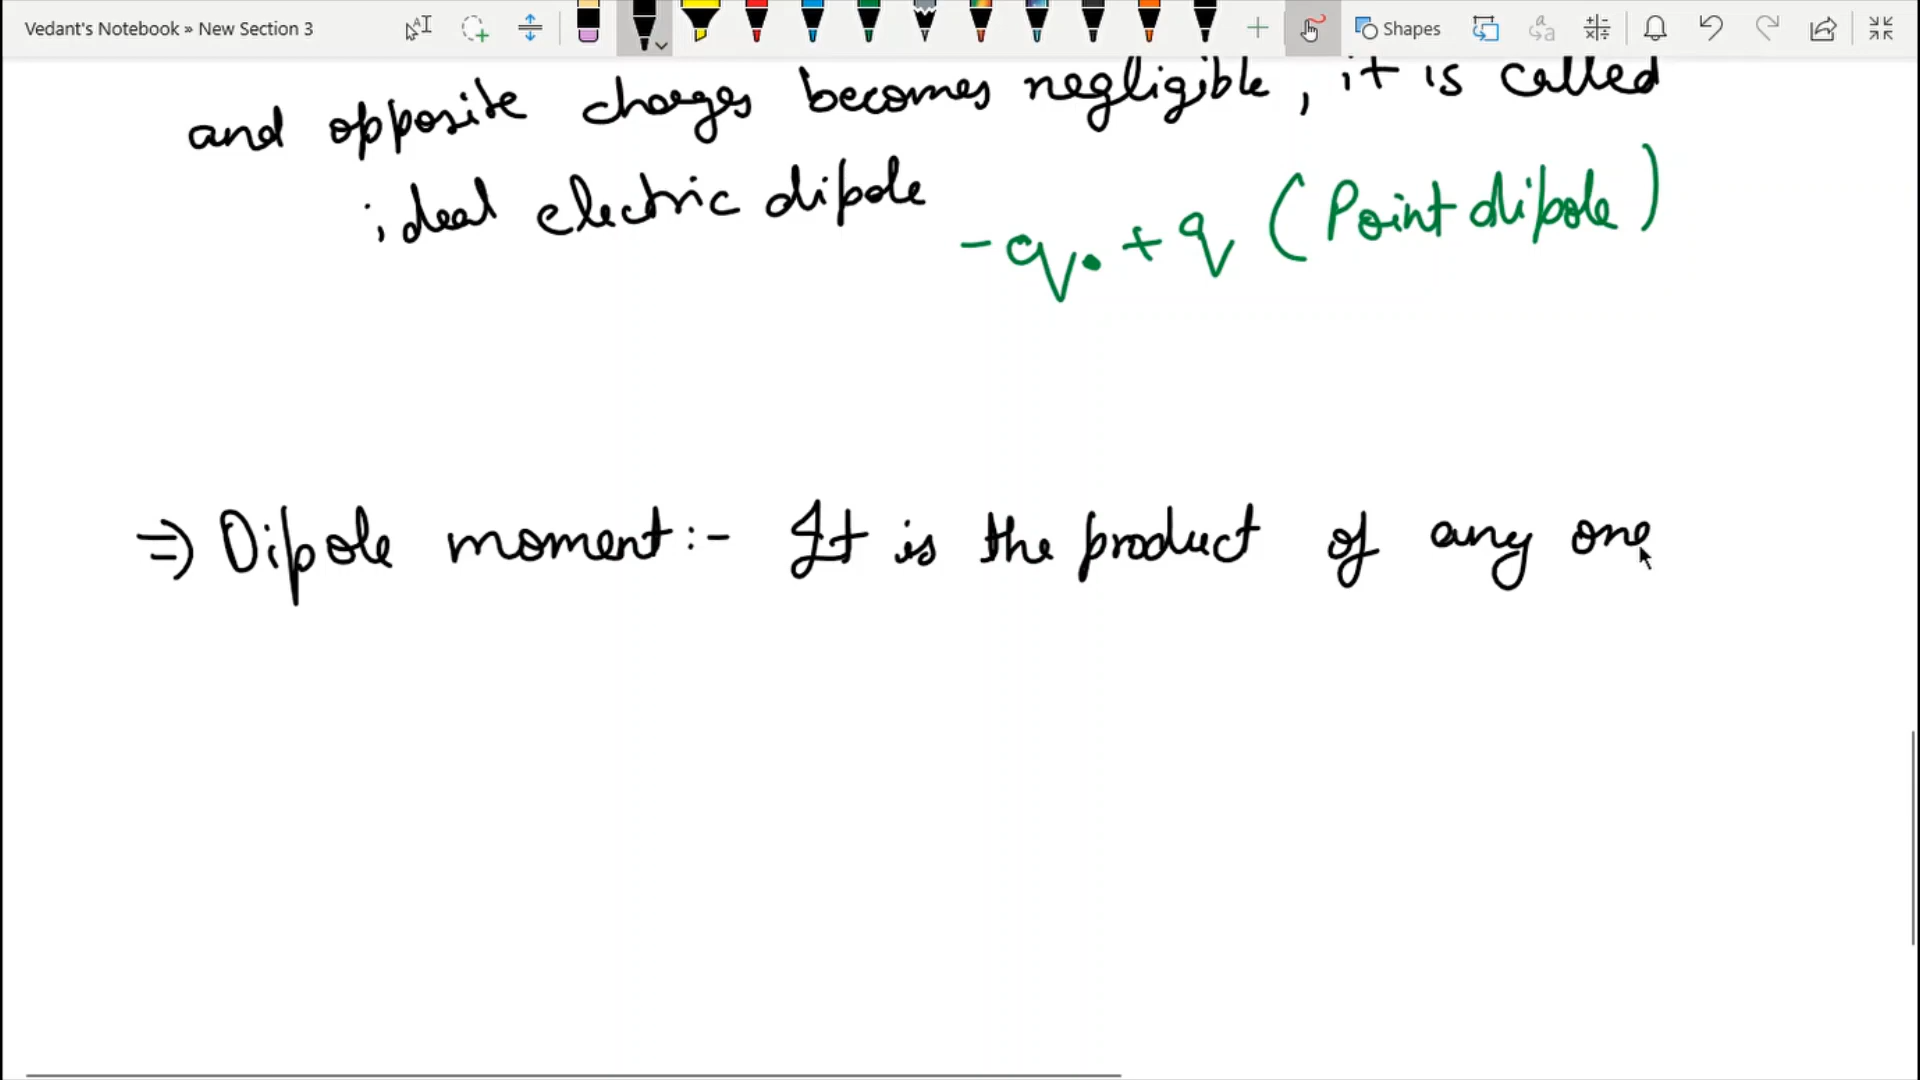 Vedant's Notebook » New Section 3
Shapes
and opposite charges becomes negligible, it is called
ideal electric dipole
-q . +q (Point dipole)
⇒ Dipole moment :- It is the product of any one